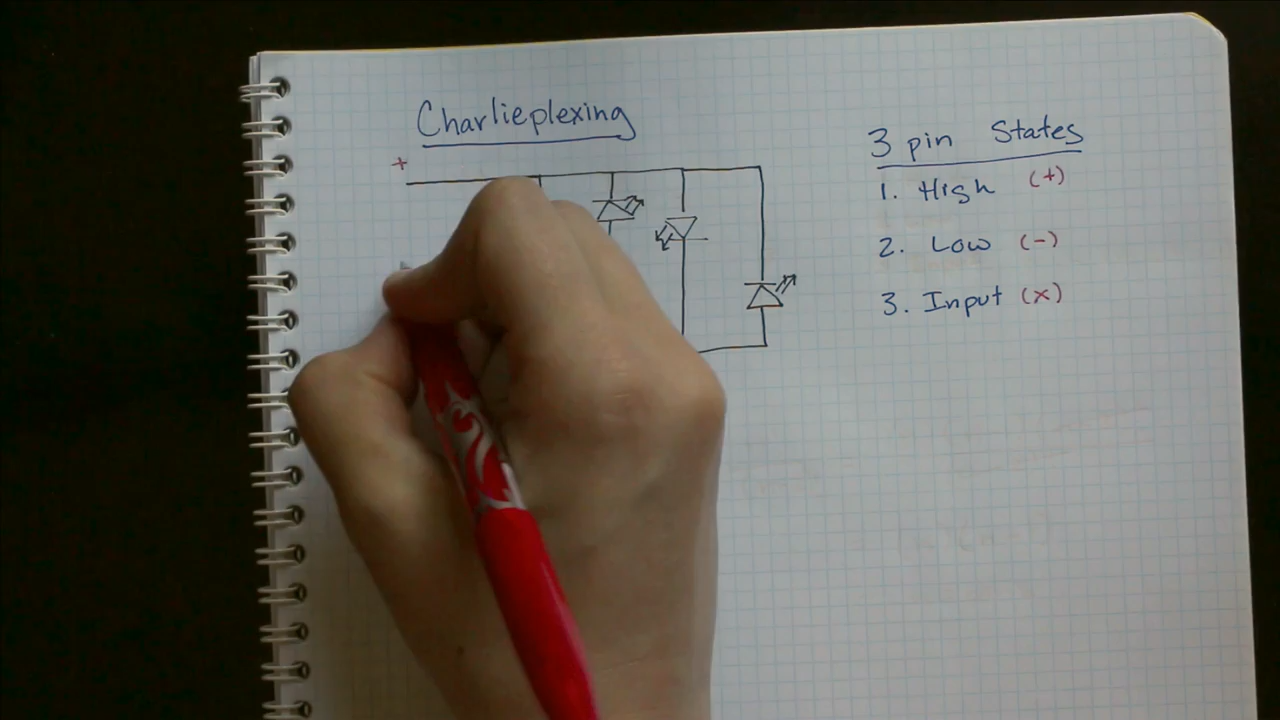 Charlieplexing
+
3 pin States
1. High (+)
2. Low (-)
3. Input (x)